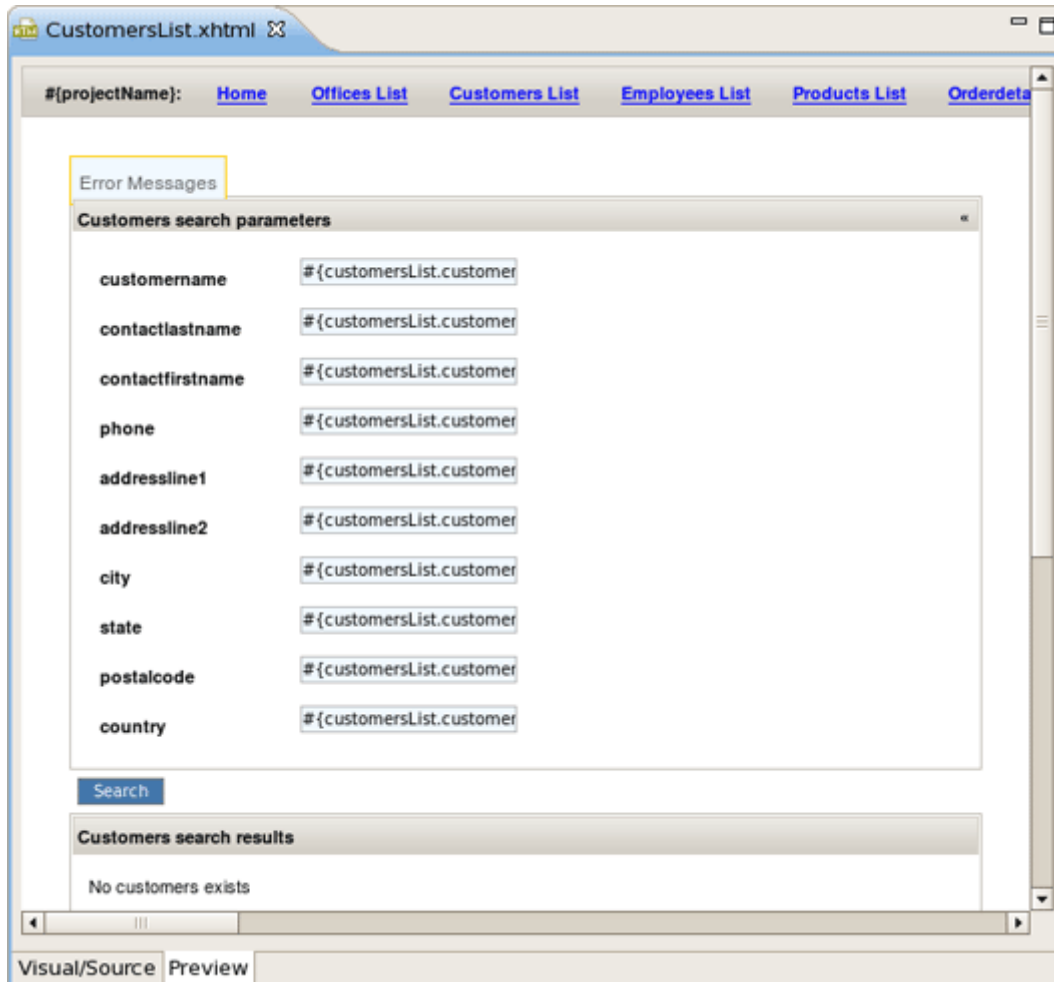 CustomersList.xhtml
#{projectName}: Home Offices List Customers List Employees List Products List Orderdeta
Error Messages
Customers search parameters «
customername #{customersList.customer
contactlastname #{customersList.customer
contactfirstname #{customersList.customer
phone #{customersList.customer
addressline1 #{customersList.customer
addressline2 #{customersList.customer
city #{customersList.customer
state #{customersList.customer
postalcode #{customersList.customer
country #{customersList.customer
Search
Customers search results
No customers exists
Visual/Source Preview